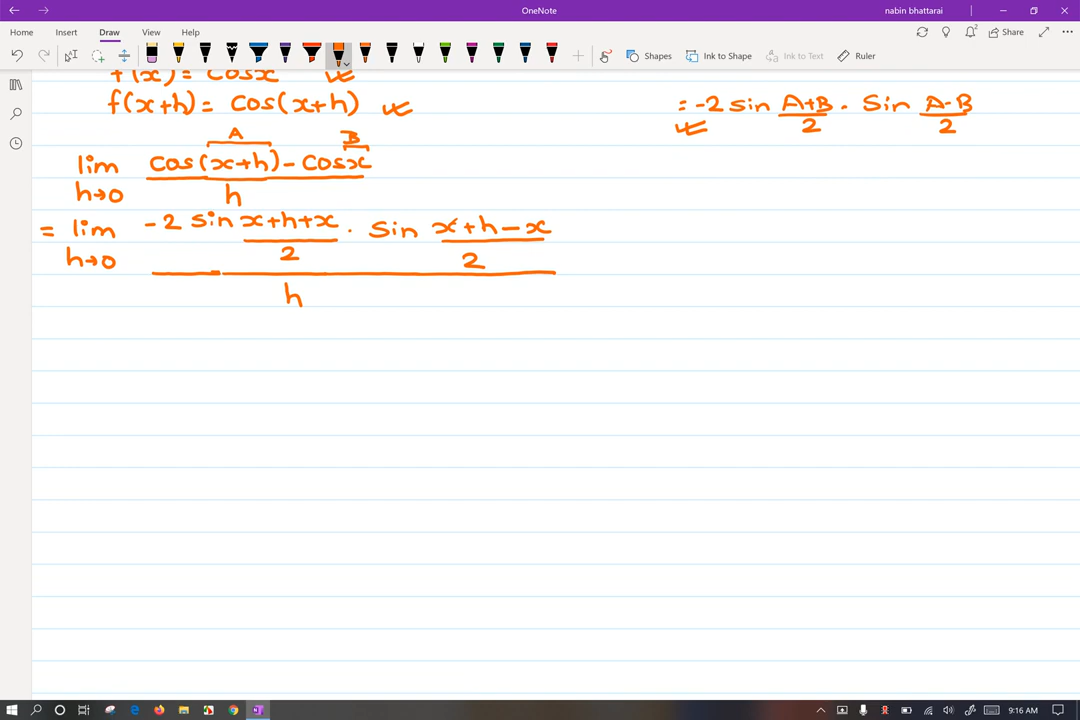 OneNote
nabin bhattarai
Home Insert Draw View Help
Share
Shapes Ink to Shape Ink to Text Ruler
f(x) = Cosx
f(x+h) = Cos(x+h)
= -2 sin A+B/2 . Sin A-B/2
A B
lim h→0 cos(x+h) - Cosx / h
= lim h→0 -2 sin x+h+x/2 . sin x+h-x/2 / h
9:16 AM